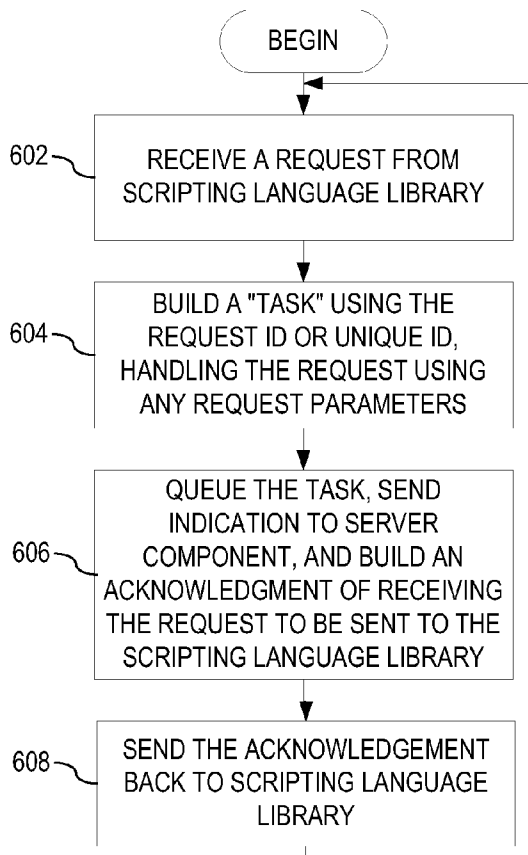 BEGIN
602
RECEIVE A REQUEST FROM
SCRIPTING LANGUAGE LIBRARY
604
BUILD A "TASK" USING THE
REQUEST ID OR UNIQUE ID,
HANDLING THE REQUEST USING
ANY REQUEST PARAMETERS
606
QUEUE THE TASK, SEND
INDICATION TO SERVER
COMPONENT, AND BUILD AN
ACKNOWLEDGMENT OF RECEIVING
THE REQUEST TO BE SENT TO THE
SCRIPTING LANGUAGE LIBRARY
608
SEND THE ACKNOWLEDGEMENT
BACK TO SCRIPTING LANGUAGE
LIBRARY